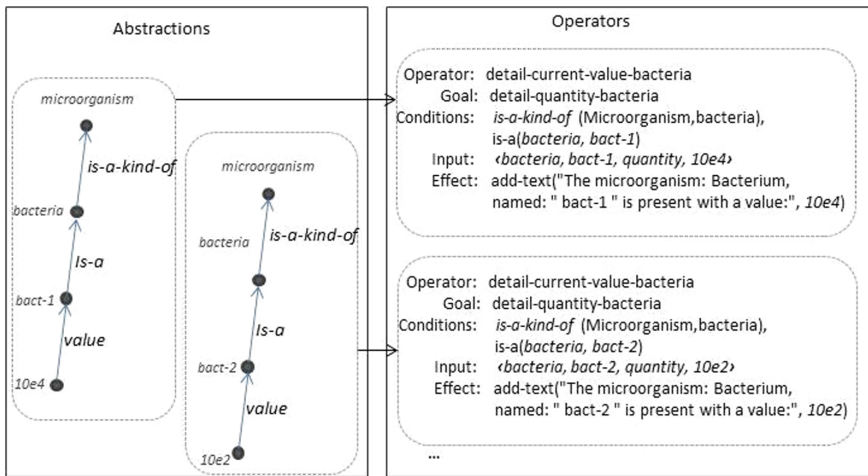 Abstractions
microorganism
is-a-kind-of
bacteria
Is-a
bact-1
value
10e4
microorganism
is-a-kind-of
bacteria
Is-a
bact-2
value
10e2
Operators
Operator: detail-current-value-bacteria
Goal: detail-quantity-bacteria
Conditions: is-a-kind-of (Microorganism,bacteria),
is-a(bacteria, bact-1)
Input: ‹bacteria, bact-1, quantity, 10e4›
Effect: add-text("The microorganism: Bacterium,
named: " bact-1 " is present with a value:", 10e4)
Operator: detail-current-value-bacteria
Goal: detail-quantity-bacteria
Conditions: is-a-kind-of (Microorganism,bacteria),
is-a(bacteria, bact-2)
Input: ‹bacteria, bact-2, quantity, 10e2›
Effect: add-text("The microorganism: Bacterium,
named: " bact-2 " is present with a value:", 10e2)
...